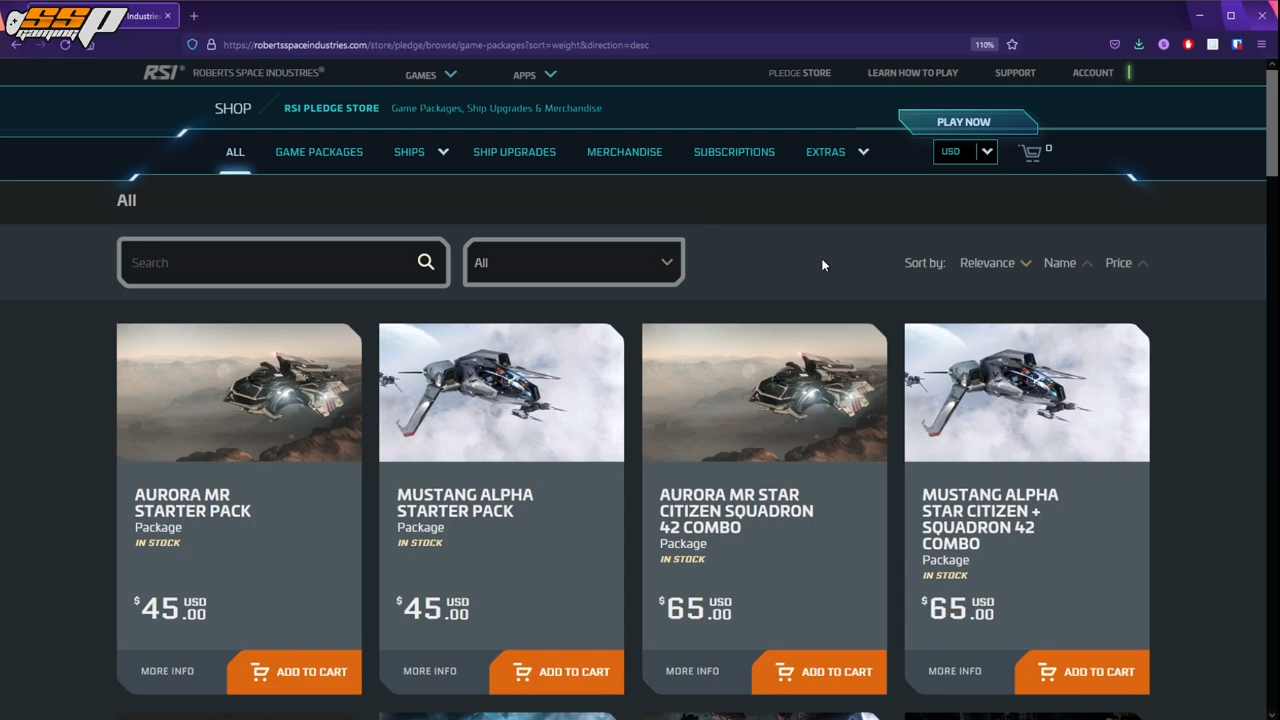 SSP
GAMING
Industries
https://robertsspaceindustries.com/store/pledge/browse/game-packages?sort=weight&direction=desc
110%
RSI® ROBERTS SPACE INDUSTRIES®
GAMES
APPS
PLEDGE STORE
LEARN HOW TO PLAY
SUPPORT
ACCOUNT
SHOP
RSI PLEDGE STORE
Game Packages, Ship Upgrades & Merchandise
PLAY NOW
ALL
GAME PACKAGES
SHIPS
SHIP UPGRADES
MERCHANDISE
SUBSCRIPTIONS
EXTRAS
USD
0
All
Search
All
Sort by: Relevance Name Price
AURORA MR
STARTER PACK
Package
IN STOCK
$45 USD .00
MORE INFO
ADD TO CART
MUSTANG ALPHA
STARTER PACK
Package
IN STOCK
$45 USD .00
MORE INFO
ADD TO CART
AURORA MR STAR
CITIZEN SQUADRON
42 COMBO
Package
IN STOCK
$65 USD .00
MORE INFO
ADD TO CART
MUSTANG ALPHA
STAR CITIZEN +
SQUADRON 42
COMBO
Package
IN STOCK
$65 USD .00
MORE INFO
ADD TO CART